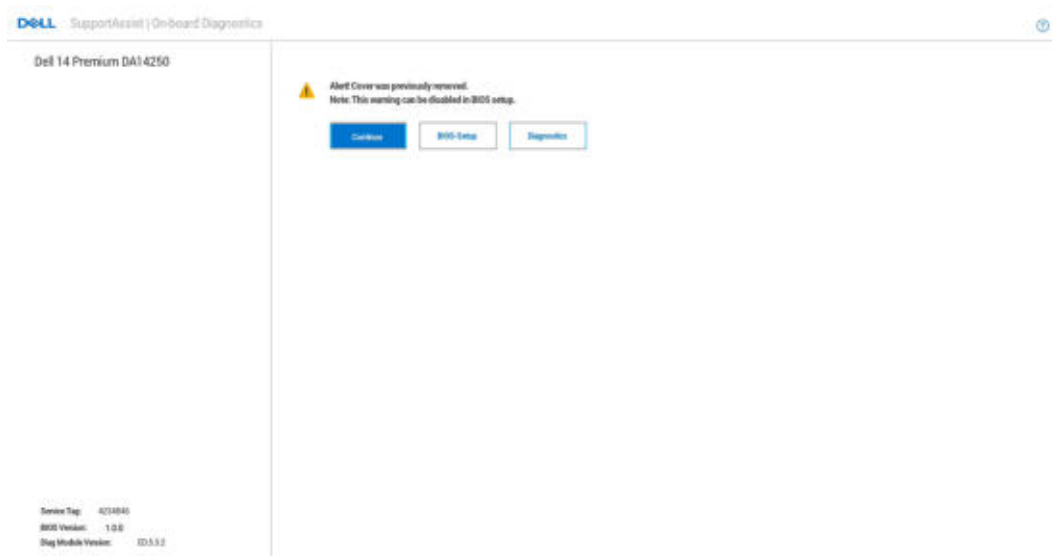 DELL SupportAssist | On-board Diagnostics
Dell 14 Premium DA14250
Alert! Cover was previously removed.
Note: This warning can be disabled in BIOS setup.
Continue BIOS-Setup Diagnostics
Service Tag: 4234B46
BIOS Version: 1.0.0
Diag Module Version: